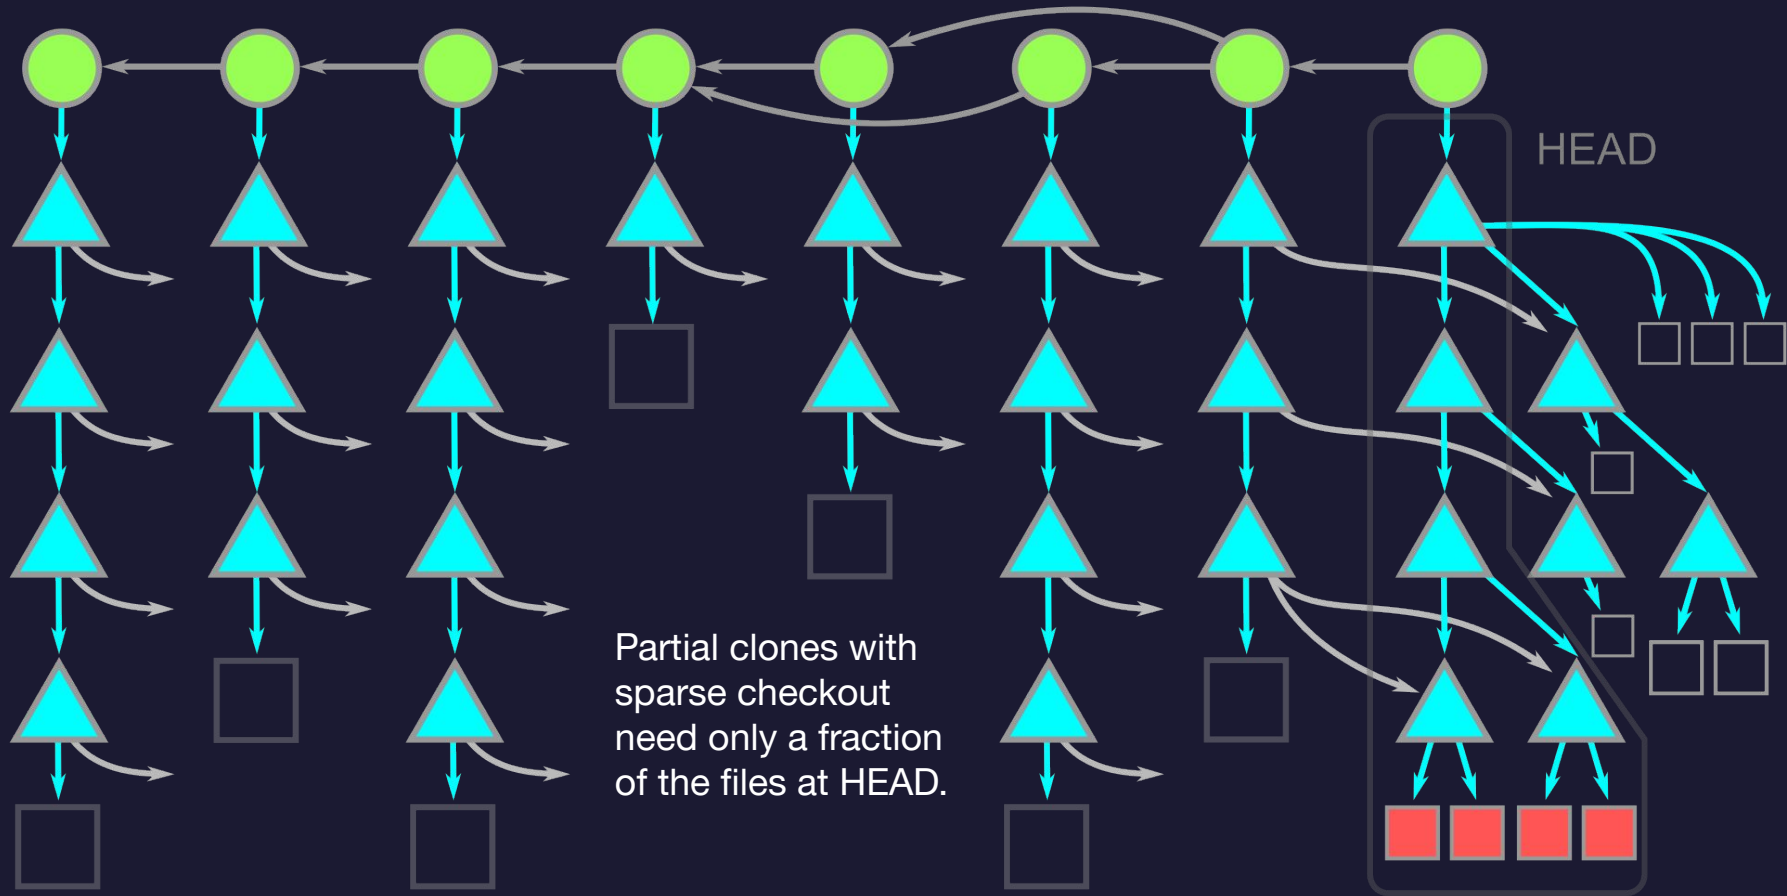 HEAD
Partial clones with
sparse checkout
need only a fraction
of the files at HEAD.